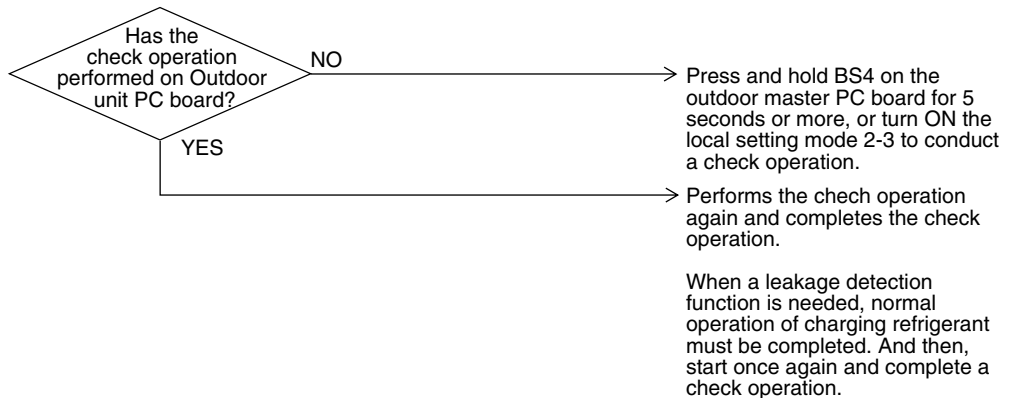 Has the
check operation
performed on Outdoor
unit PC board?
NO
Press and hold BS4 on the
outdoor master PC board for 5
seconds or more, or turn ON the
local setting mode 2-3 to conduct
a check operation.
YES
Performs the chech operation
again and completes the check
operation.
When a leakage detection
function is needed, normal
operation of charging refrigerant
must be completed. And then,
start once again and complete a
check operation.